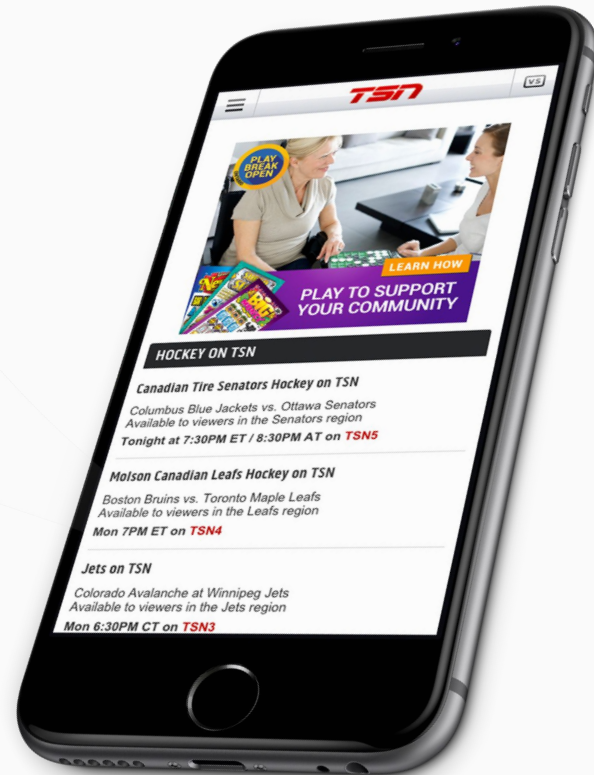 TSN
VS
PLAY
BREAK
OPEN
LEARN HOW
PLAY TO SUPPORT
YOUR COMMUNITY
HOCKEY ON TSN
Canadian Tire Senators Hockey on TSN
Columbus Blue Jackets vs. Ottawa Senators
Available to viewers in the Senators region
Tonight at 7:30PM ET / 8:30PM AT on TSN5
Molson Canadian Leafs Hockey on TSN
Boston Bruins vs. Toronto Maple Leafs
Available to viewers in the Leafs region
Mon 7PM ET on TSN4
Jets on TSN
Colorado Avalanche at Winnipeg Jets
Available to viewers in the Jets region
Mon 6:30PM CT on TSN3